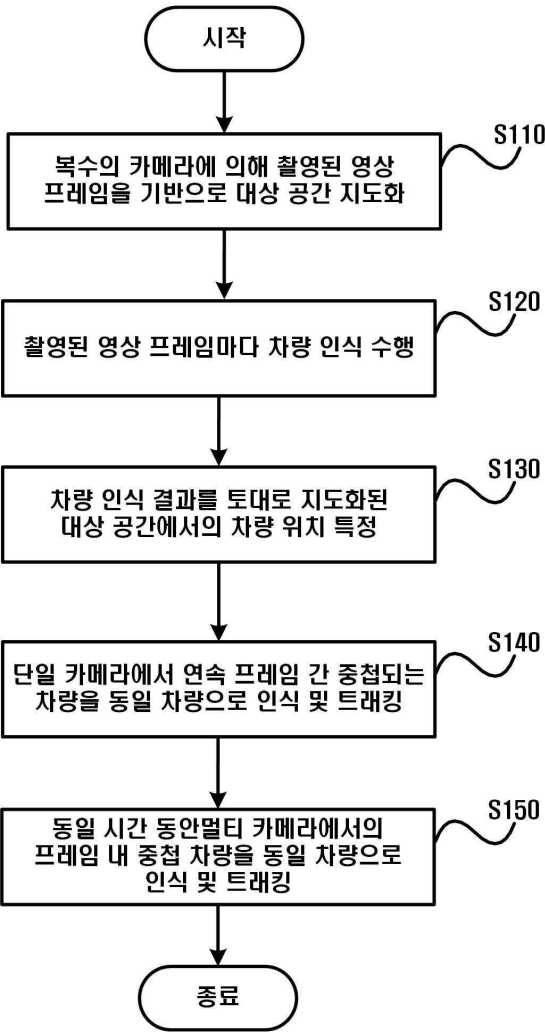 시작
S110
복수의 카메라에 의해 촬영된 영상
프레임을 기반으로 대상 공간 지도화
S120
촬영된 영상 프레임마다 차량 인식 수행
S130
차량 인식 결과를 토대로 지도화된
대상 공간에서의 차량 위치 특정
S140
단일 카메라에서 연속 프레임 간 중첩되는
차량을 동일 차량으로 인식 및 트래킹
S150
동일 시간 동안멀티 카메라에서의
프레임 내 중첩 차량을 동일 차량으로
인식 및 트래킹
종료